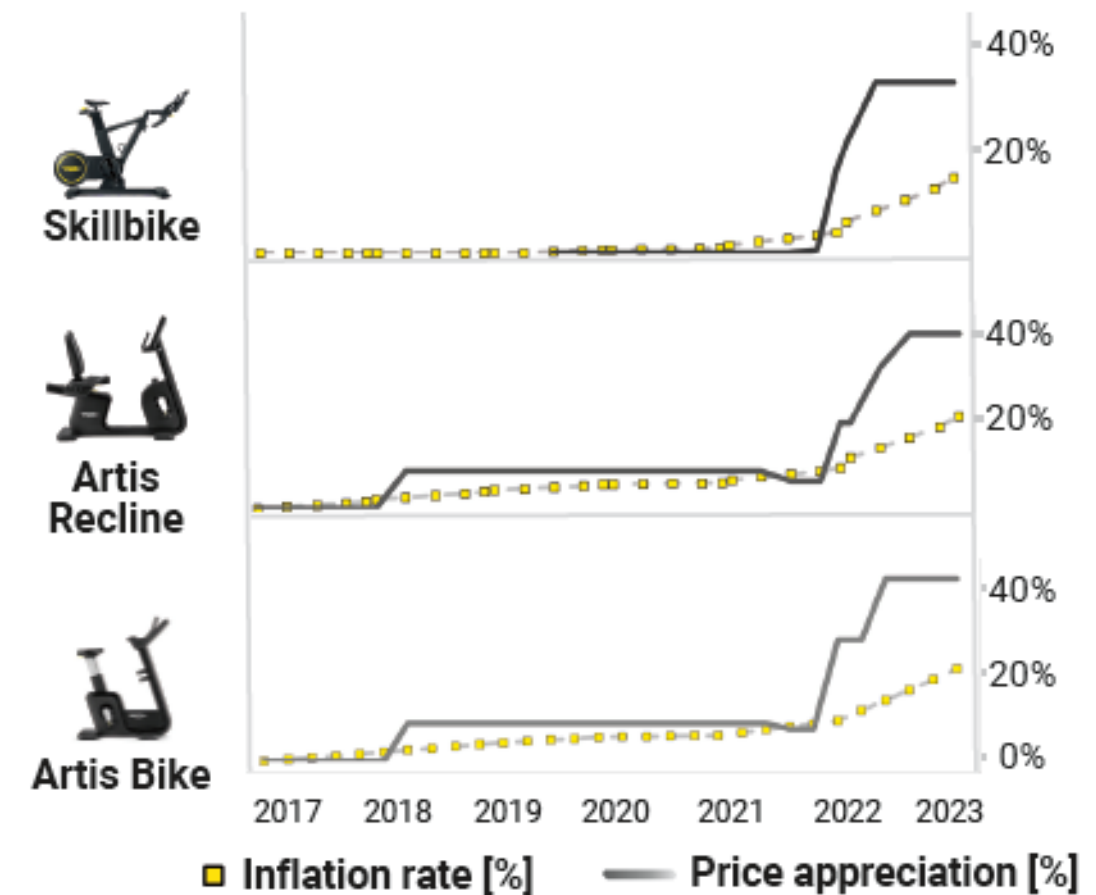 40%
20%
Skillbike
40%
20%
Artis
Recline
40%
20%
0%
Artis Bike
2017 2018 2019 2020 2021 2022 2023
Inflation rate [%] Price appreciation [%]